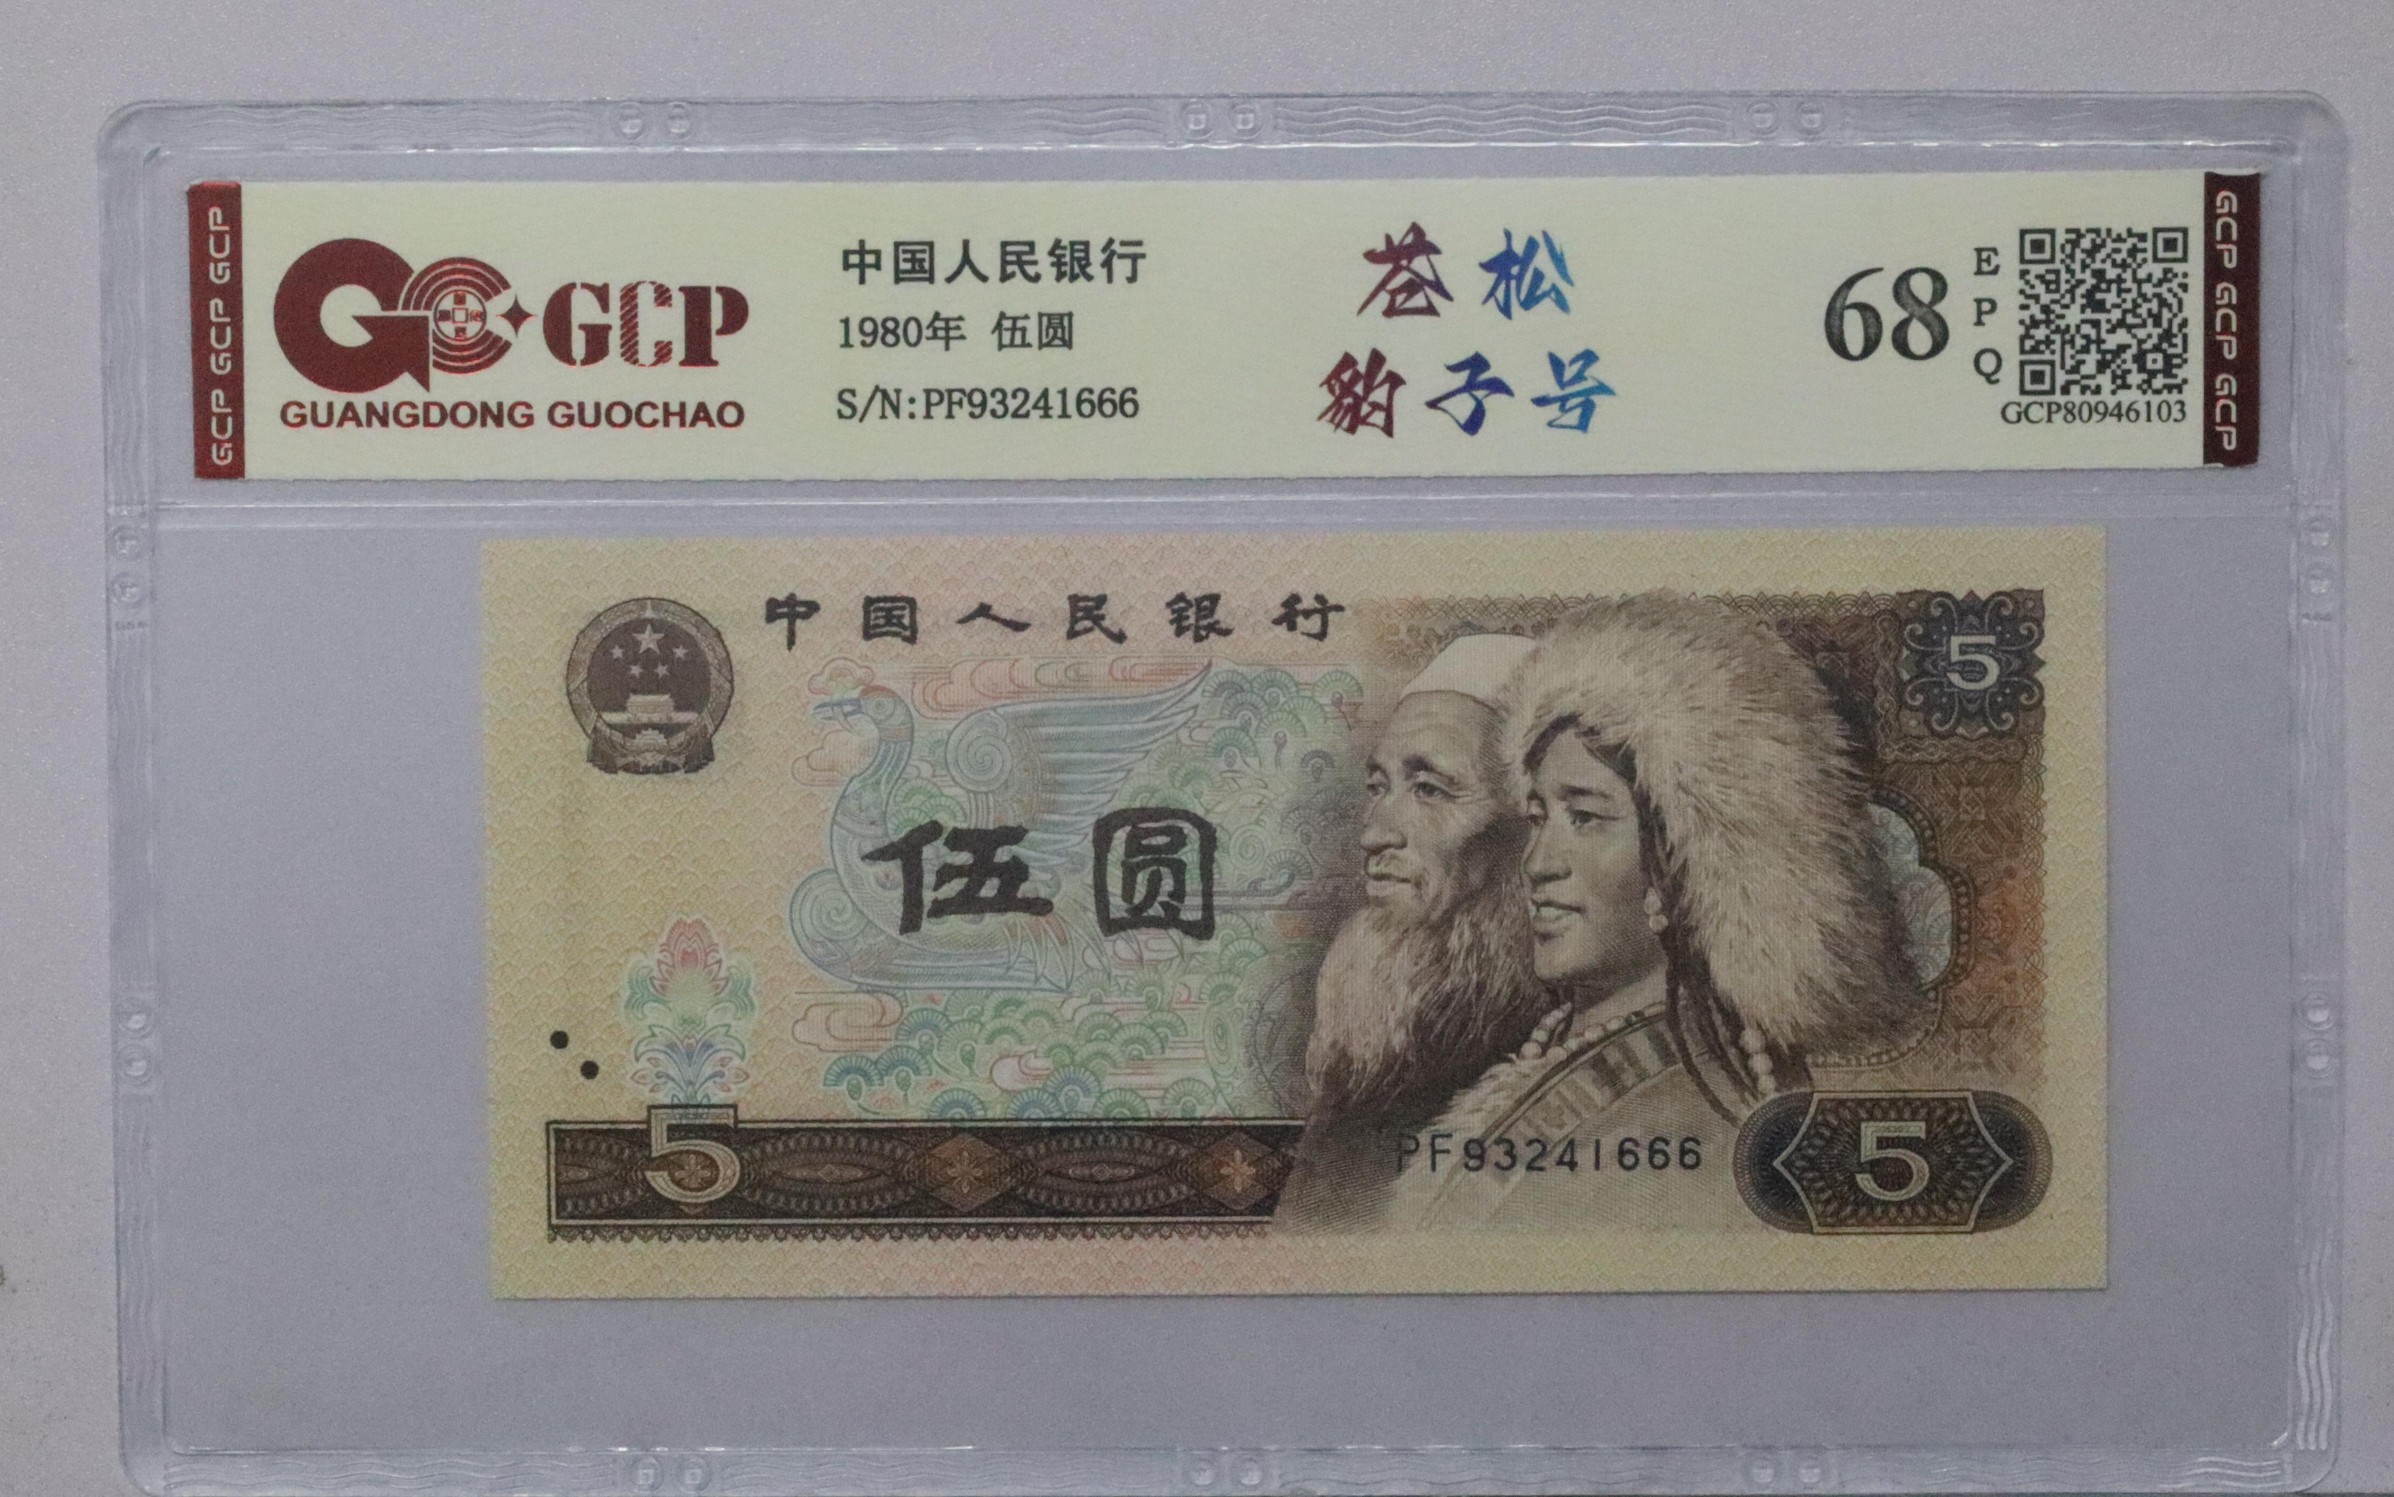 GCP GCP GCP
GCP
GUANGDONG GUOCHAO
中国人民银行
1980年 伍圆
S/N:PF93241666
苍松
豹子号
68
EPQ
GCP80946103
GCP GCP GCP
中国人民银行
5
伍圆
5
PF93241666
5